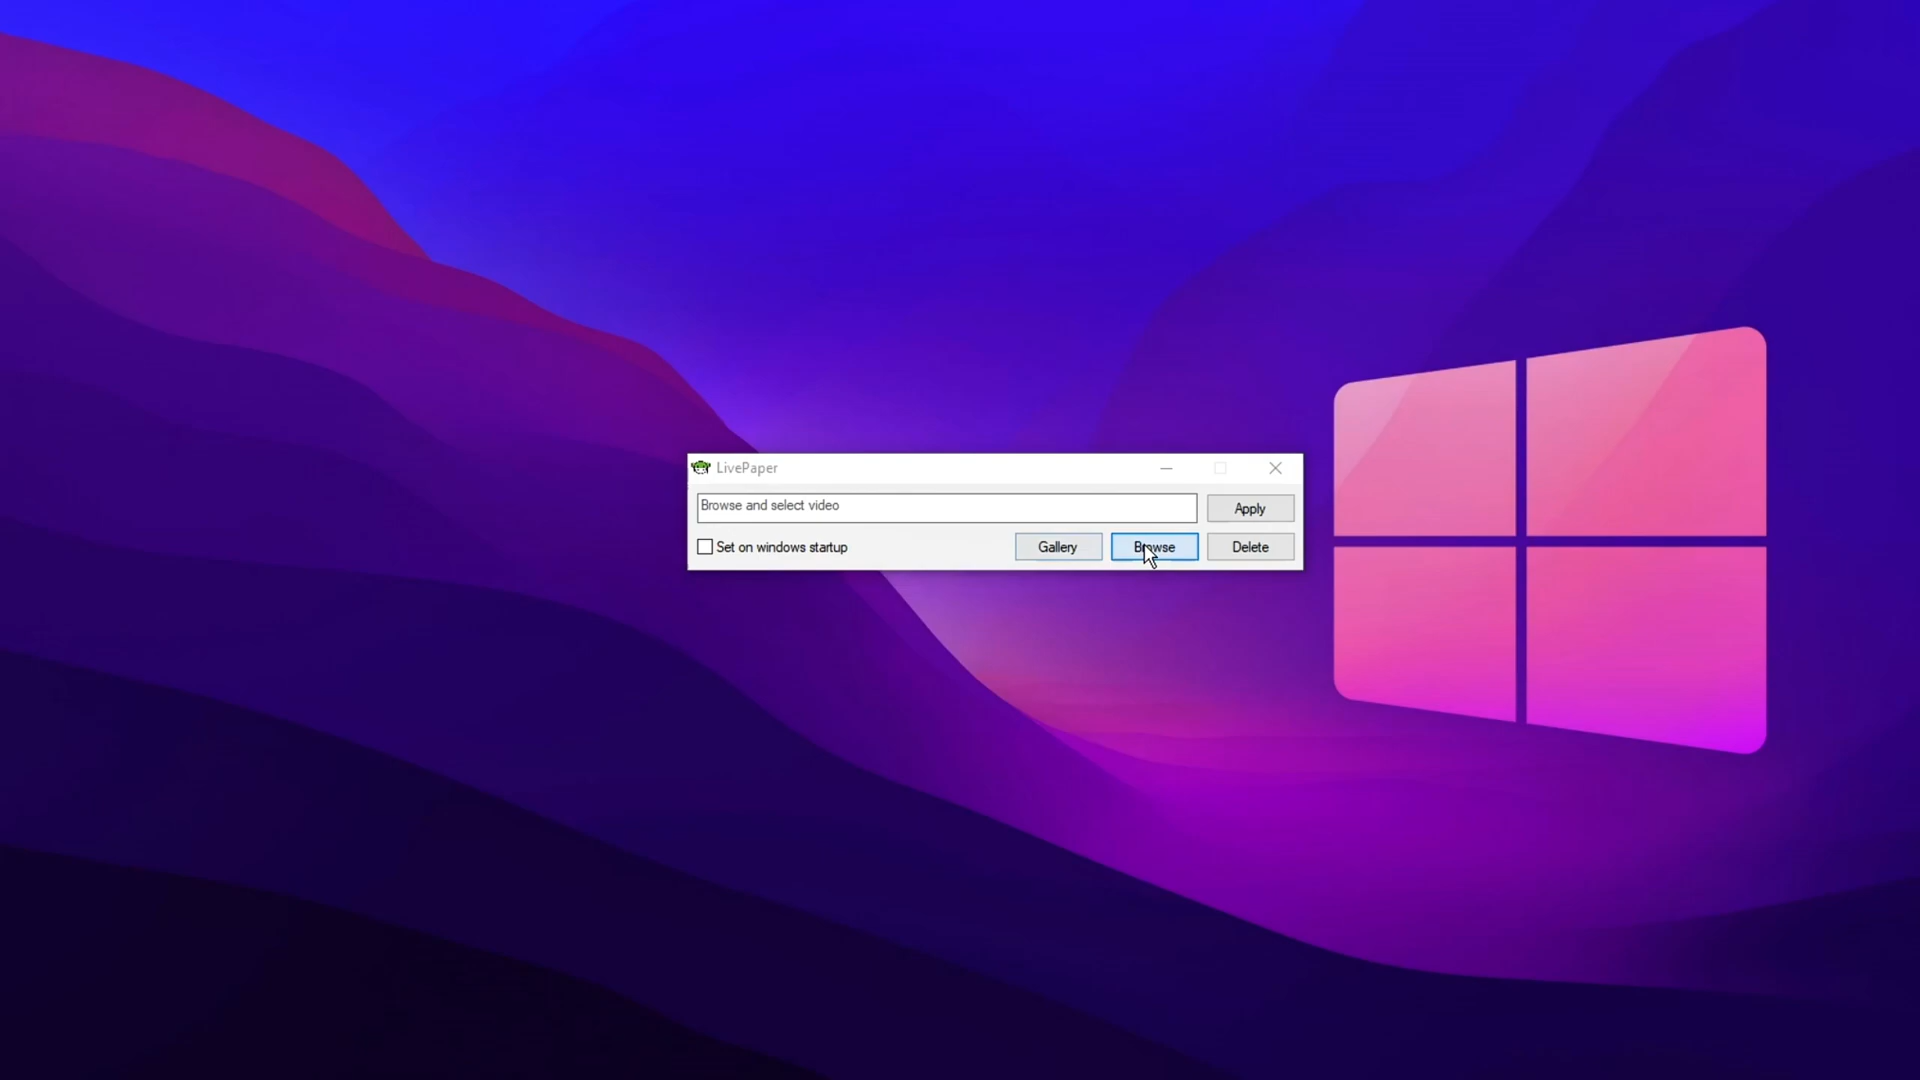 LivePaper
Browse and select video
Apply
Set on windows startup
Gallery
Browse
Delete